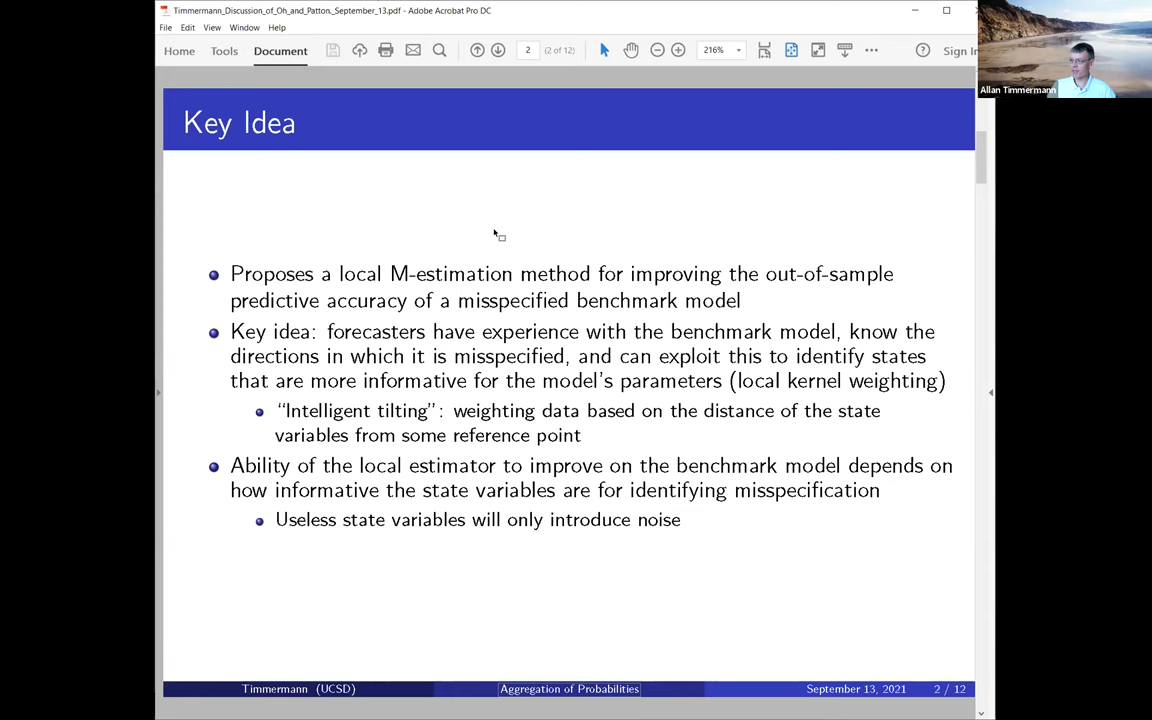 Timmermann_Discussion_of_Oh_and_Patton._September_13.pdf - Adobe Acrobat Pro DC
File Edit View Window Help
Home Tools Document 2 (2 of 12) 216% Sign In
Allan Timmermann
Key Idea
Proposes a local M-estimation method for improving the out-of-sample
predictive accuracy of a misspecified benchmark model
Key idea: forecasters have experience with the benchmark model, know the
directions in which it is misspecified, and can exploit this to identify states
that are more informative for the model's parameters (local kernel weighting)
“Intelligent tilting”: weighting data based on the distance of the state
variables from some reference point
Ability of the local estimator to improve on the benchmark model depends on
how informative the state variables are for identifying misspecification
Useless state variables will only introduce noise
Timmermann (UCSD) Aggregation of Probabilities September 13, 2021 2 / 12